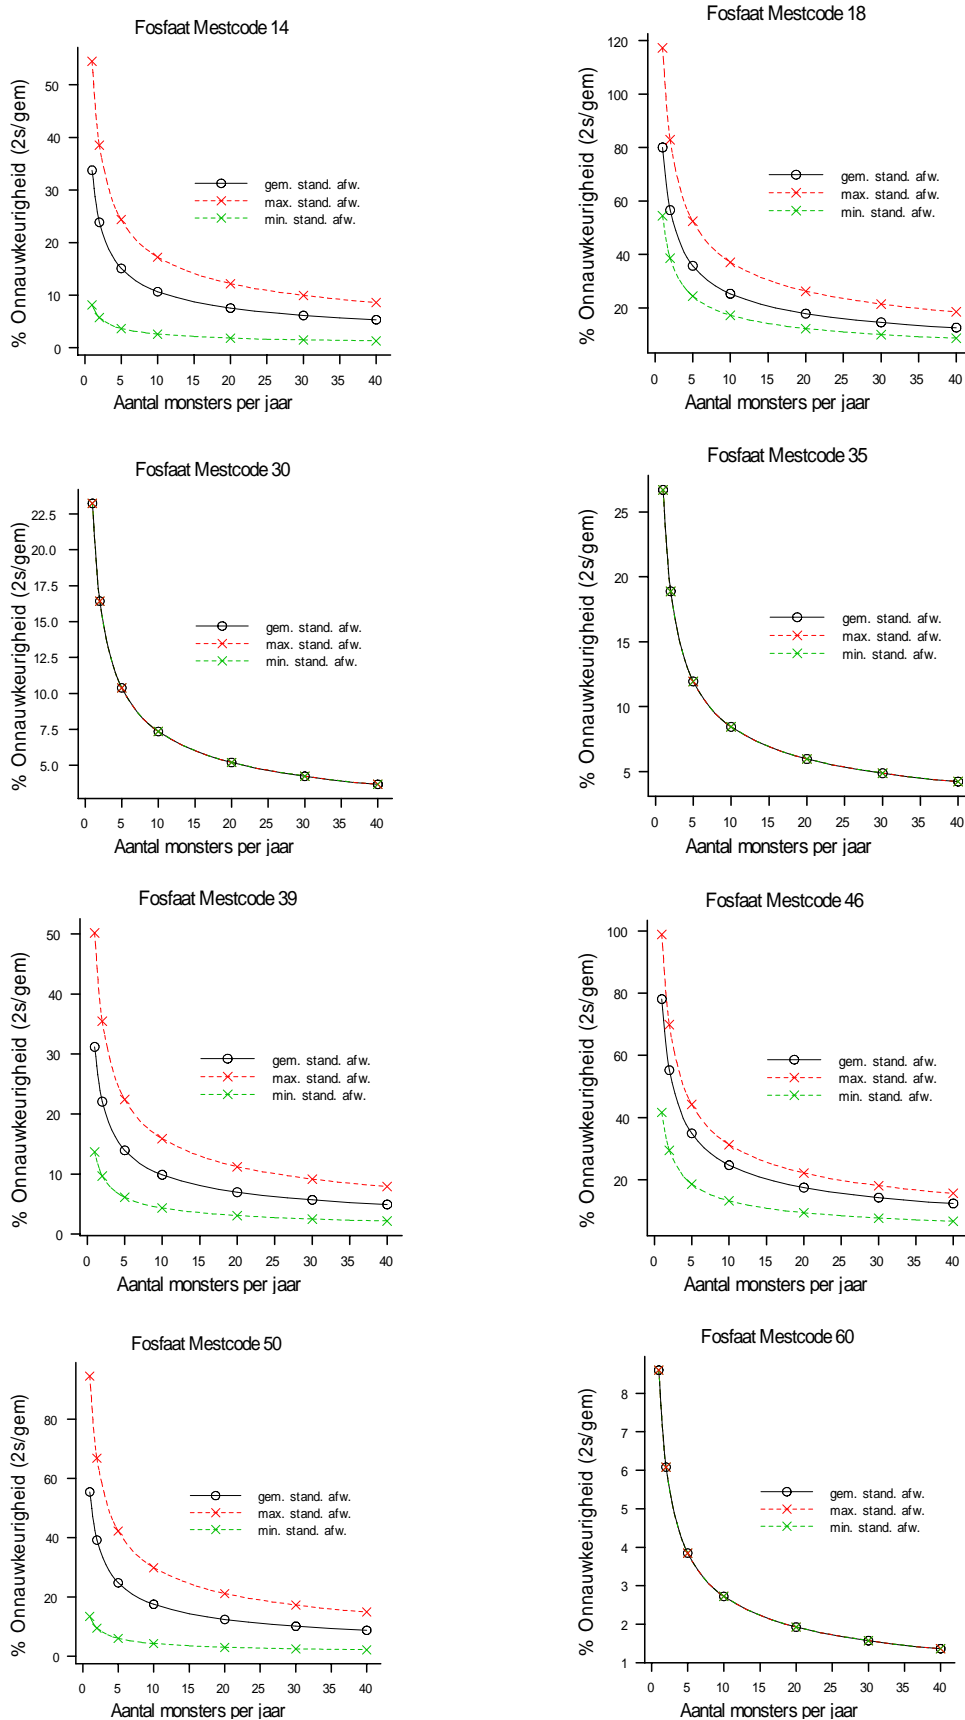 Fosfaat Mestcode 14
% Onnauwkeurigheid (2s/gem)
50
40
30
20
10
0
gem. stand. afw.
max. stand. afw.
min. stand. afw.
0 5 10 15 20 25 30 35 40
Aantal monsters per jaar
Fosfaat Mestcode 18
% Onnauwkeurigheid (2s/gem)
120
100
80
60
40
20
gem. stand. afw.
max. stand. afw.
min. stand. afw.
0 5 10 15 20 25 30 35 40
Aantal monsters per jaar
Fosfaat Mestcode 30
% Onnauwkeurigheid (2s/gem)
22.5
20.0
17.5
15.0
12.5
10.0
7.5
5.0
gem. stand. afw.
max. stand. afw.
min. stand. afw.
0 5 10 15 20 25 30 35 40
Aantal monsters per jaar
Fosfaat Mestcode 35
% Onnauwkeurigheid (2s/gem)
25
20
15
10
5
gem. stand. afw.
max. stand. afw.
min. stand. afw.
0 5 10 15 20 25 30 35 40
Aantal monsters per jaar
Fosfaat Mestcode 39
% Onnauwkeurigheid (2s/gem)
50
40
30
20
10
0
gem. stand. afw.
max. stand. afw.
min. stand. afw.
0 5 10 15 20 25 30 35 40
Aantal monsters per jaar
Fosfaat Mestcode 46
% Onnauwkeurigheid (2s/gem)
100
80
60
40
20
gem. stand. afw.
max. stand. afw.
min. stand. afw.
0 5 10 15 20 25 30 35 40
Aantal monsters per jaar
Fosfaat Mestcode 50
% Onnauwkeurigheid (2s/gem)
80
60
40
20
0
gem. stand. afw.
max. stand. afw.
min. stand. afw.
0 5 10 15 20 25 30 35 40
Aantal monsters per jaar
Fosfaat Mestcode 60
% Onnauwkeurigheid (2s/gem)
8
7
6
5
4
3
2
1
gem. stand. afw.
max. stand. afw.
min. stand. afw.
0 5 10 15 20 25 30 35 40
Aantal monsters per jaar